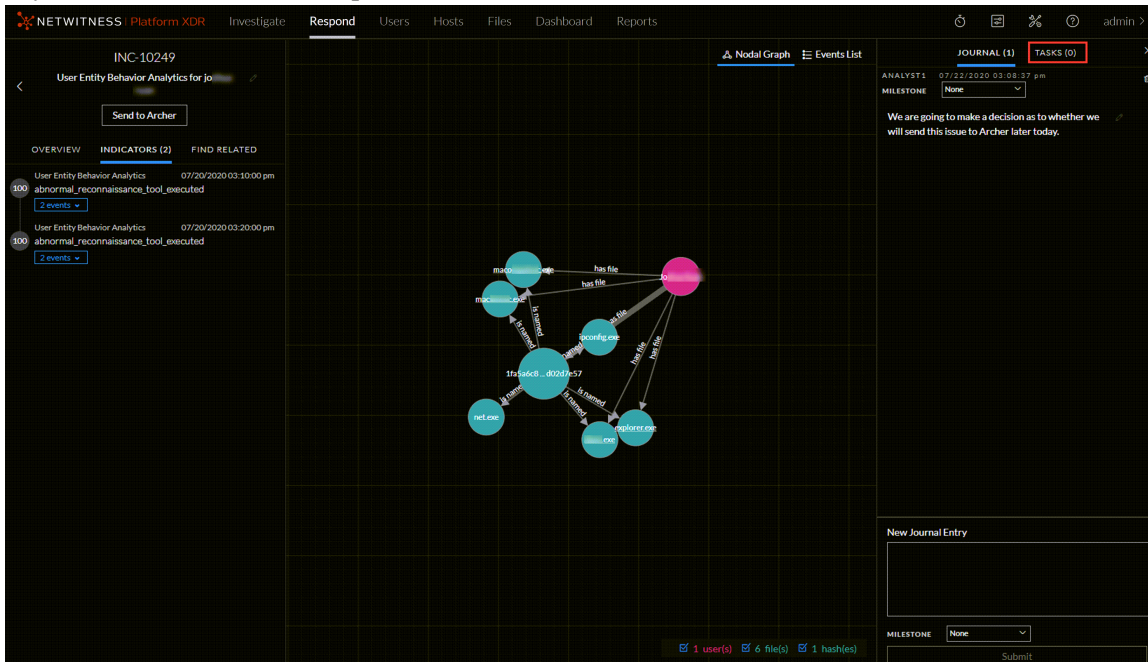 NETWITNESS Platform XDR Investigate Respond Users Hosts Files Dashboard Reports admin >
INC-10249
User Entity Behavior Analytics for
Send to Archer
OVERVIEW INDICATORS (2) FIND RELATED
User Entity Behavior Analytics 07/20/2020 03:10:00 pm
100 abnormal_reconnaissance_tool_executed
2 events
User Entity Behavior Analytics 07/20/2020 03:20:00 pm
100 abnormal_reconnaissance_tool_executed
2 events
Nodal Graph Events List
has file
has file
is named
is named
has file
ipconfig.exe
named
has file
has file
1fa5a6c8 ... d02d7e57
is named
is named
is named
net.exe
explorer.exe
.exe
1 user(s) 6 file(s) 1 hash(es)
JOURNAL (1) TASKS (0)
ANALYST1 07/22/2020 03:08:37 pm
MILESTONE None
We are going to make a decision as to whether we
will send this issue to Archer later today.
New Journal Entry
MILESTONE None
Submit